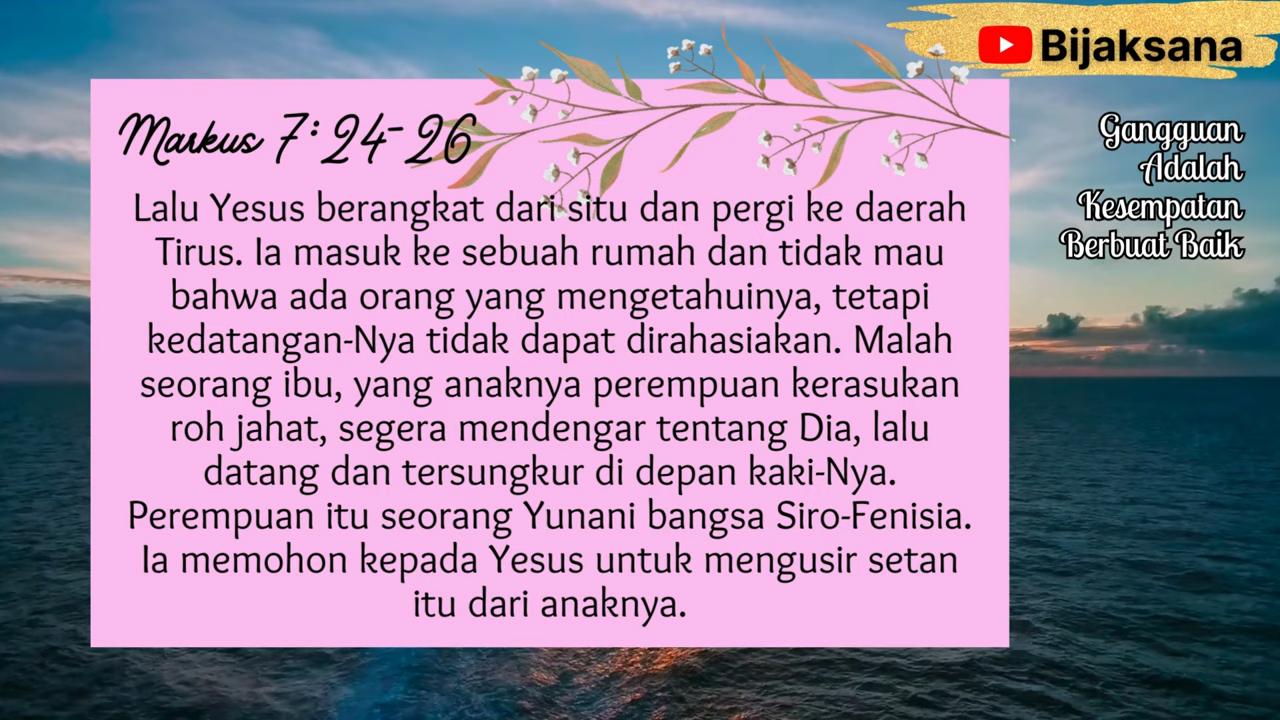 Bijaksana
Markus 7:24-26
Gangguan
Adalah
Kesempatan
Berbuat Baik
Lalu Yesus berangkat dari situ dan pergi ke daerah
Tirus. Ia masuk ke sebuah rumah dan tidak mau
bahwa ada orang yang mengetahuinya, tetapi
kedatangan-Nya tidak dapat dirahasiakan. Malah
seorang ibu, yang anaknya perempuan kerasukan
roh jahat, segera mendengar tentang Dia, lalu
datang dan tersungkur di depan kaki-Nya.
Perempuan itu seorang Yunani bangsa Siro-Fenisia.
Ia memohon kepada Yesus untuk mengusir setan
itu dari anaknya.